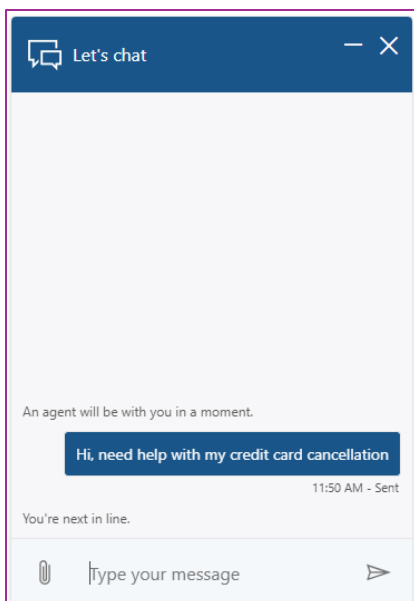 Let's chat
An agent will be with you in a moment.
Hi, need help with my credit card cancellation
11:50 AM - Sent
You're next in line.
Type your message